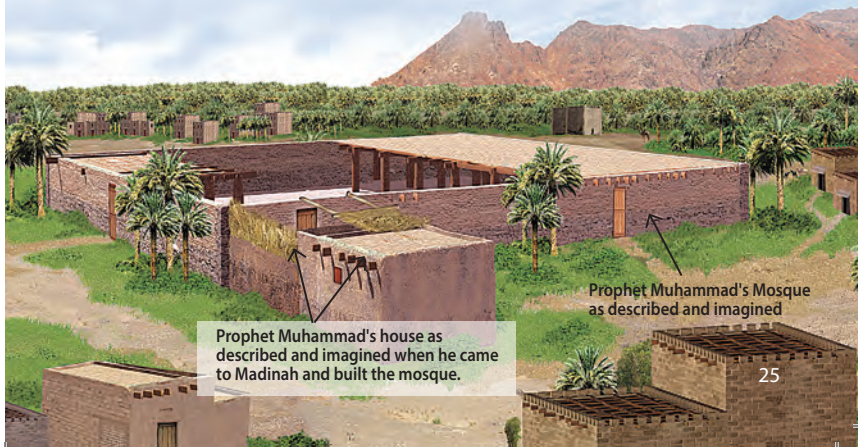 Prophet Muhammad's Mosque
as described and imagined
Prophet Muhammad's house as
described and imagined when he came
to Madinah and built the mosque.
25